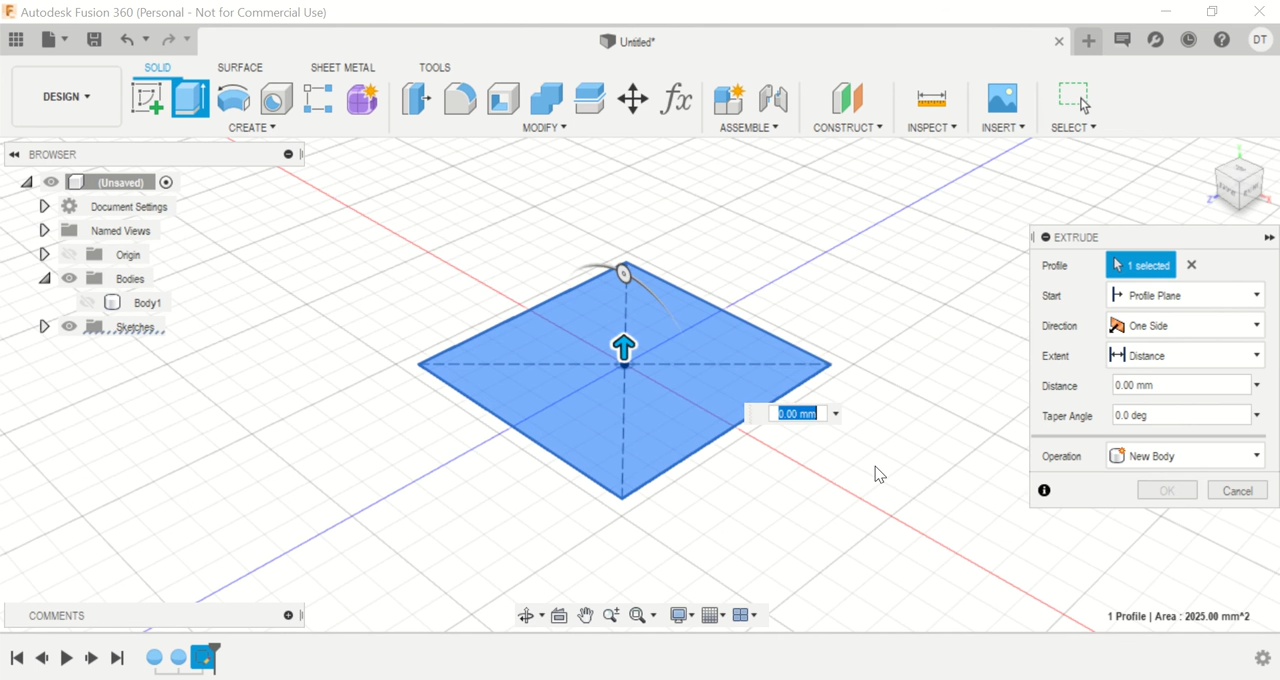 Autodesk Fusion 360 (Personal - Not for Commercial Use)
Untitled*
DT
DESIGN
SOLID
SURFACE
SHEET METAL
TOOLS
fx
CREATE
MODIFY
ASSEMBLE
CONSTRUCT
INSPECT
INSERT
SELECT
BROWSER
(Unsaved)
Document Settings
Named Views
Origin
Bodies
Body1
Sketches
Y
Z
X
EXTRUDE
Profile 1 selected
Start Profile Plane
Direction One Side
Extent Distance
Distance 0.00 mm
Taper Angle 0.0 deg
Operation New Body
OK Cancel
0.00 mm
COMMENTS
1 Profile | Area : 2025.00 mm^2